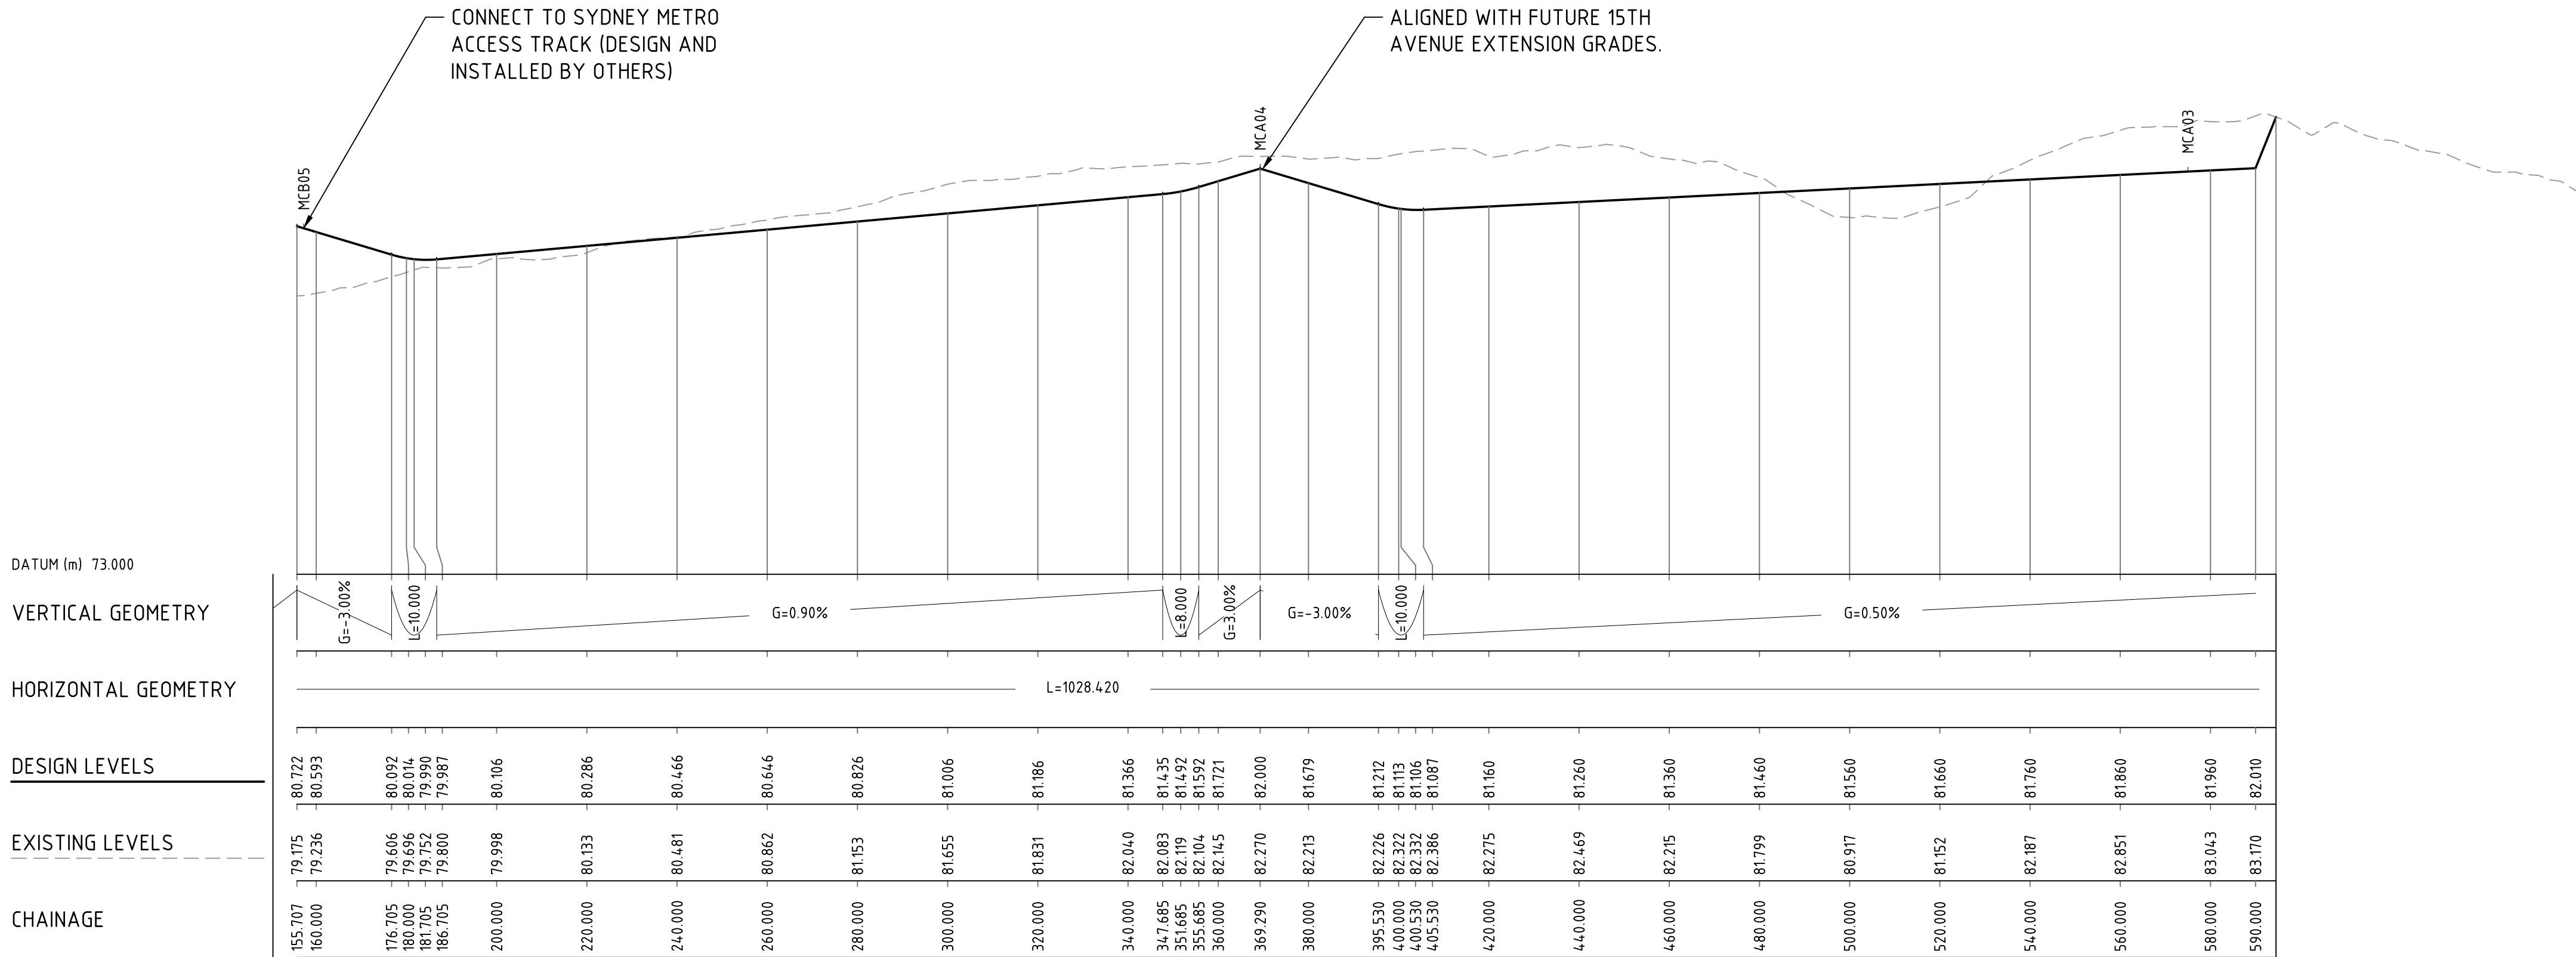 CONNECT TO SYDNEY METRO
ACCESS TRACK (DESIGN AND
INSTALLED BY OTHERS)
ALIGNED WITH FUTURE 15TH
AVENUE EXTENSION GRADES.
MCB05
MCA04
MCA03
DATUM (m) 73.000
VERTICAL GEOMETRY
G=-3.00% L=10.000 G=0.90% L=8.000 G=3.00% G=-3.00% L=10.000 G=0.50%
HORIZONTAL GEOMETRY
L=1028.420
DESIGN LEVELS
80.722 80.593 80.092 80.014 79.990 79.987 80.106 80.286 80.466 80.646 80.826 81.006 81.186 81.366 81.435 81.492 81.592 81.721 82.000 81.679 81.212 81.113 81.106 81.087 81.160 81.260 81.360 81.460 81.560 81.660 81.760 81.860 81.960 82.010
EXISTING LEVELS
79.175 79.236 79.606 79.696 79.752 79.800 79.998 80.133 80.481 80.862 81.153 81.655 81.831 82.040 82.083 82.119 82.104 82.145 82.270 82.213 82.226 82.322 82.332 82.386 82.275 82.469 82.215 81.799 80.917 81.152 82.187 82.851 83.043 83.170
CHAINAGE
155.707 160.000 176.705 180.000 181.705 186.705 200.000 220.000 240.000 260.000 280.000 300.000 320.000 340.000 347.685 351.685 355.685 360.000 369.290 380.000 395.530 400.000 400.530 405.530 420.000 440.000 460.000 480.000 500.000 520.000 540.000 560.000 580.000 590.000